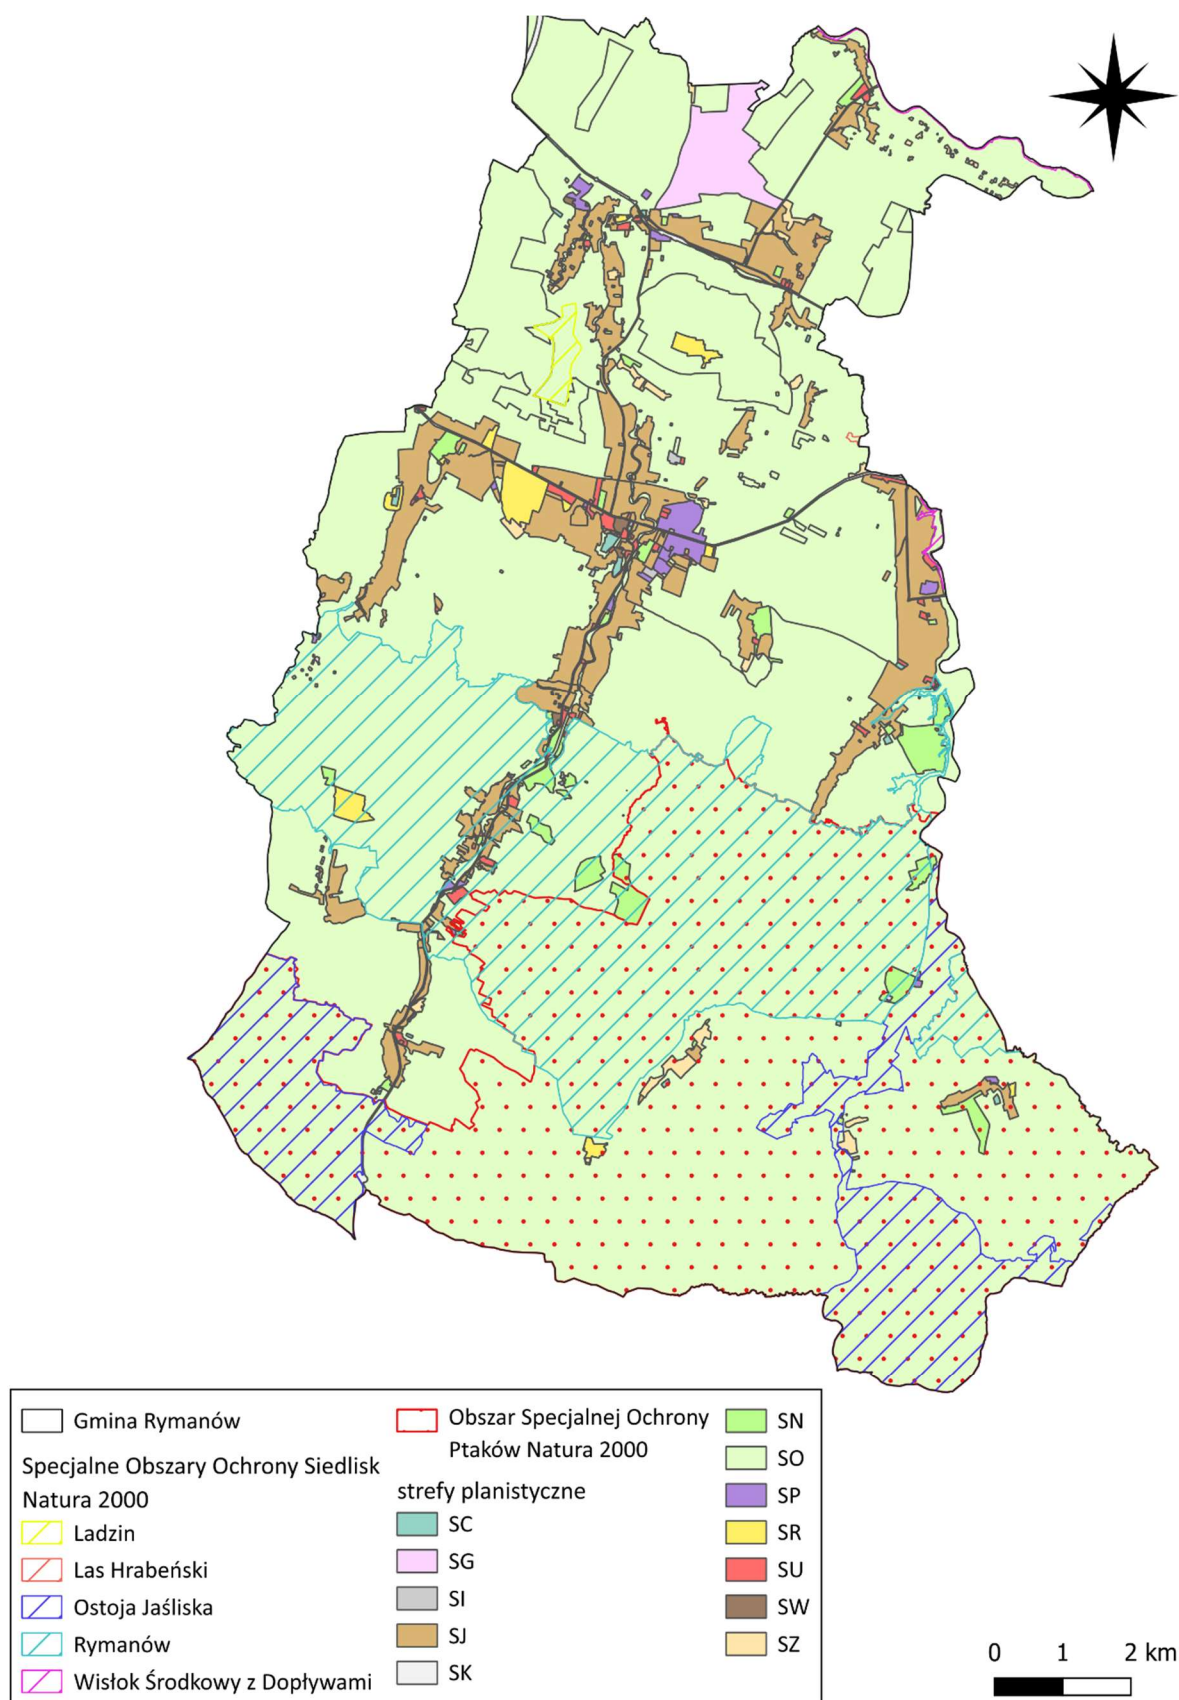 Gmina Rymanów
Specjalne Obszary Ochrony Siedlisk
Natura 2000
Ladzin
Las Hrabeński
Ostoja Jaśliska
Rymanów
Wisłok Środkowy z Dopływami
Obszar Specjalnej Ochrony
Ptaków Natura 2000
strefy planistyczne
SC
SG
SI
SJ
SK
SN
SO
SP
SR
SU
SW
SZ
0 1 2 km